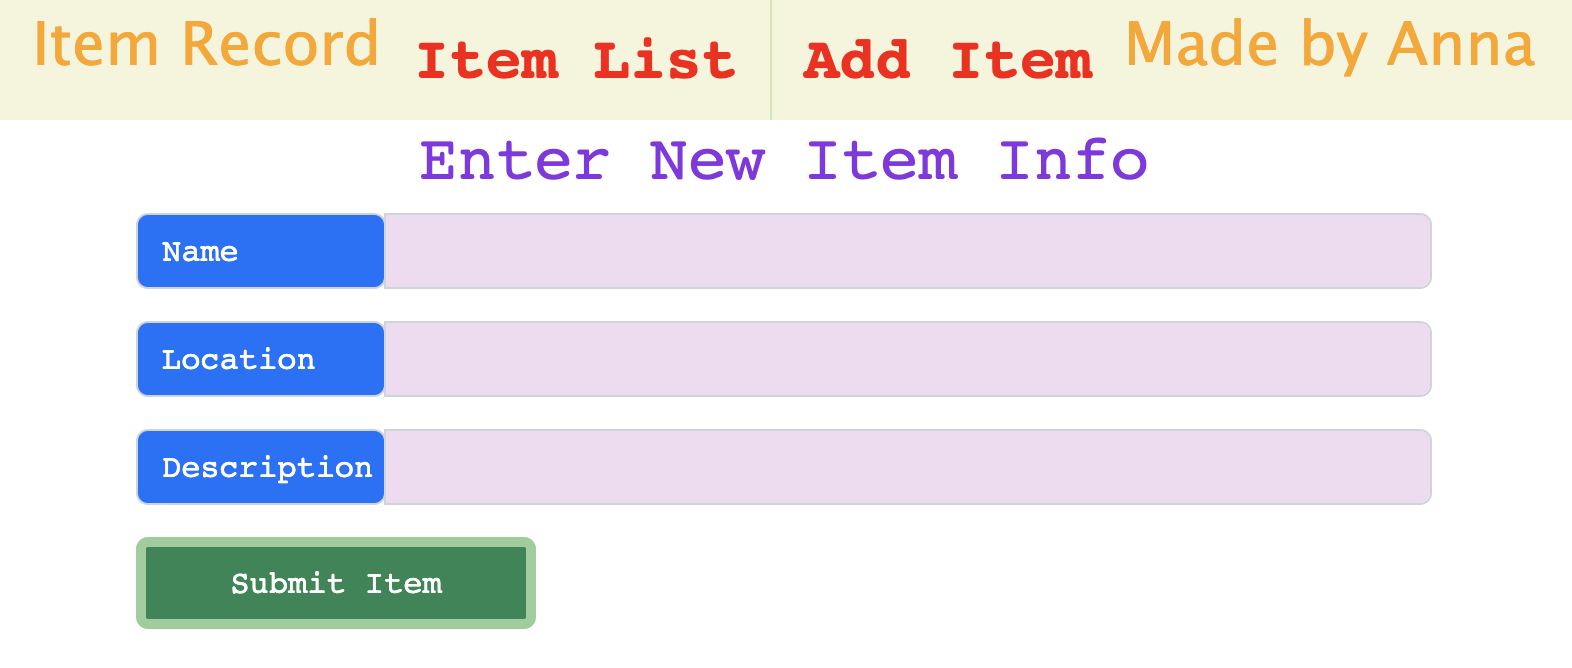 Item Record Item List Add Item Made by Anna
Enter New Item Info
Name
Location
Description
Submit Item